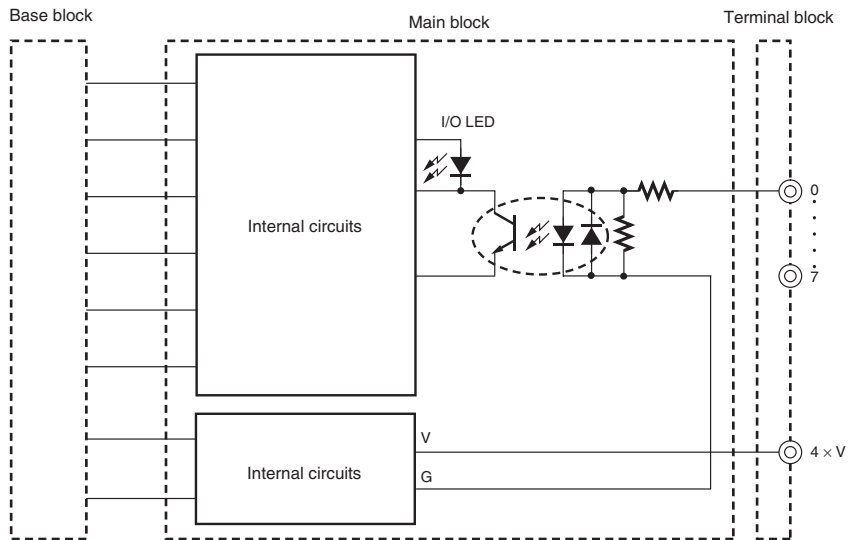 Base block
Main block
Terminal block
I/O LED
Internal circuits
0
7
Internal circuits
V
G
4 × V